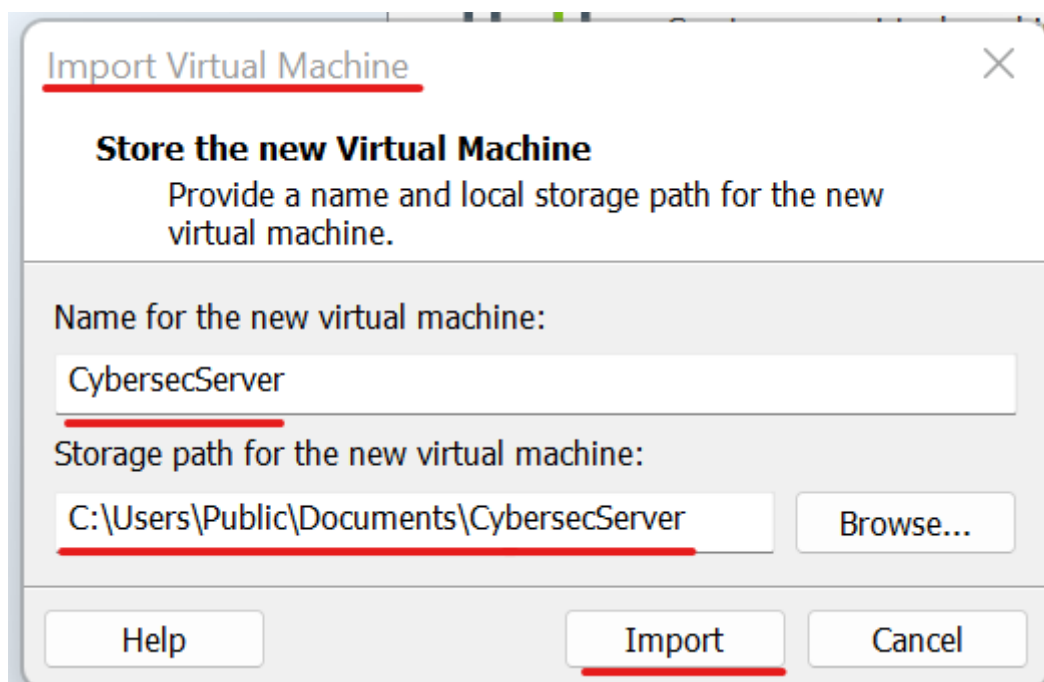 Import Virtual Machine
Store the new Virtual Machine
Provide a name and local storage path for the new
virtual machine.
Name for the new virtual machine:
CybersecServer
Storage path for the new virtual machine:
C:\Users\Public\Documents\CybersecServer
Browse...
Help
Import
Cancel